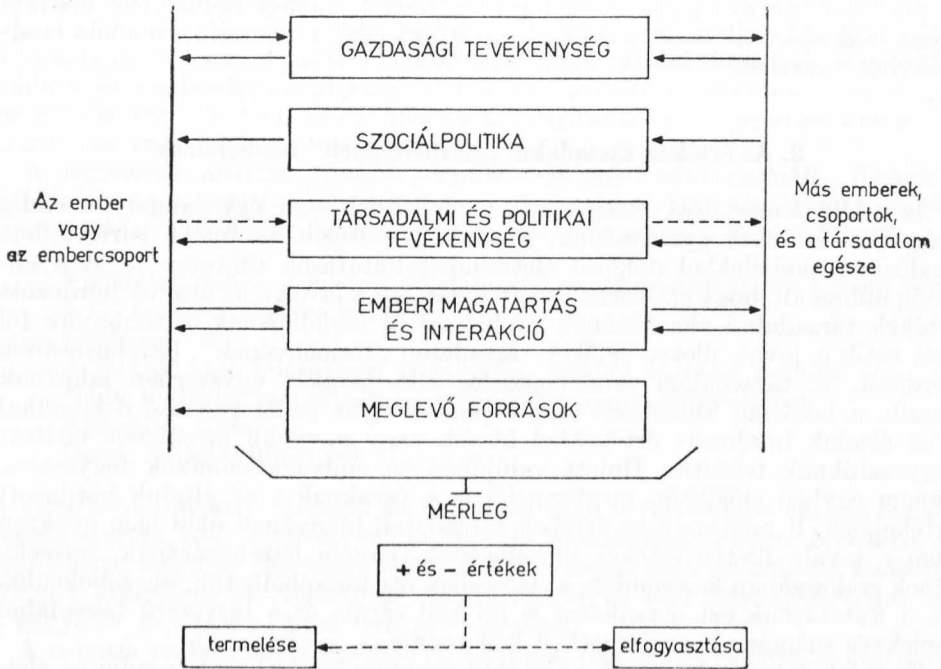 GAZDASÁGI TEVÉKENYSÉG
SZOCIÁLPOLITIKA
Az ember
vagy
az embercsoport
TÁRSADALMI ÉS POLITIKAI
TEVÉKENYSÉG
Más emberek,
csoportok,
és a társadalom
egésze
EMBERI MAGATARTÁS
ÉS INTERAKCIÓ
MEGLEVŐ FORRÁSOK
MÉRLEG
+ és − értékek
termelése
elfogyasztása